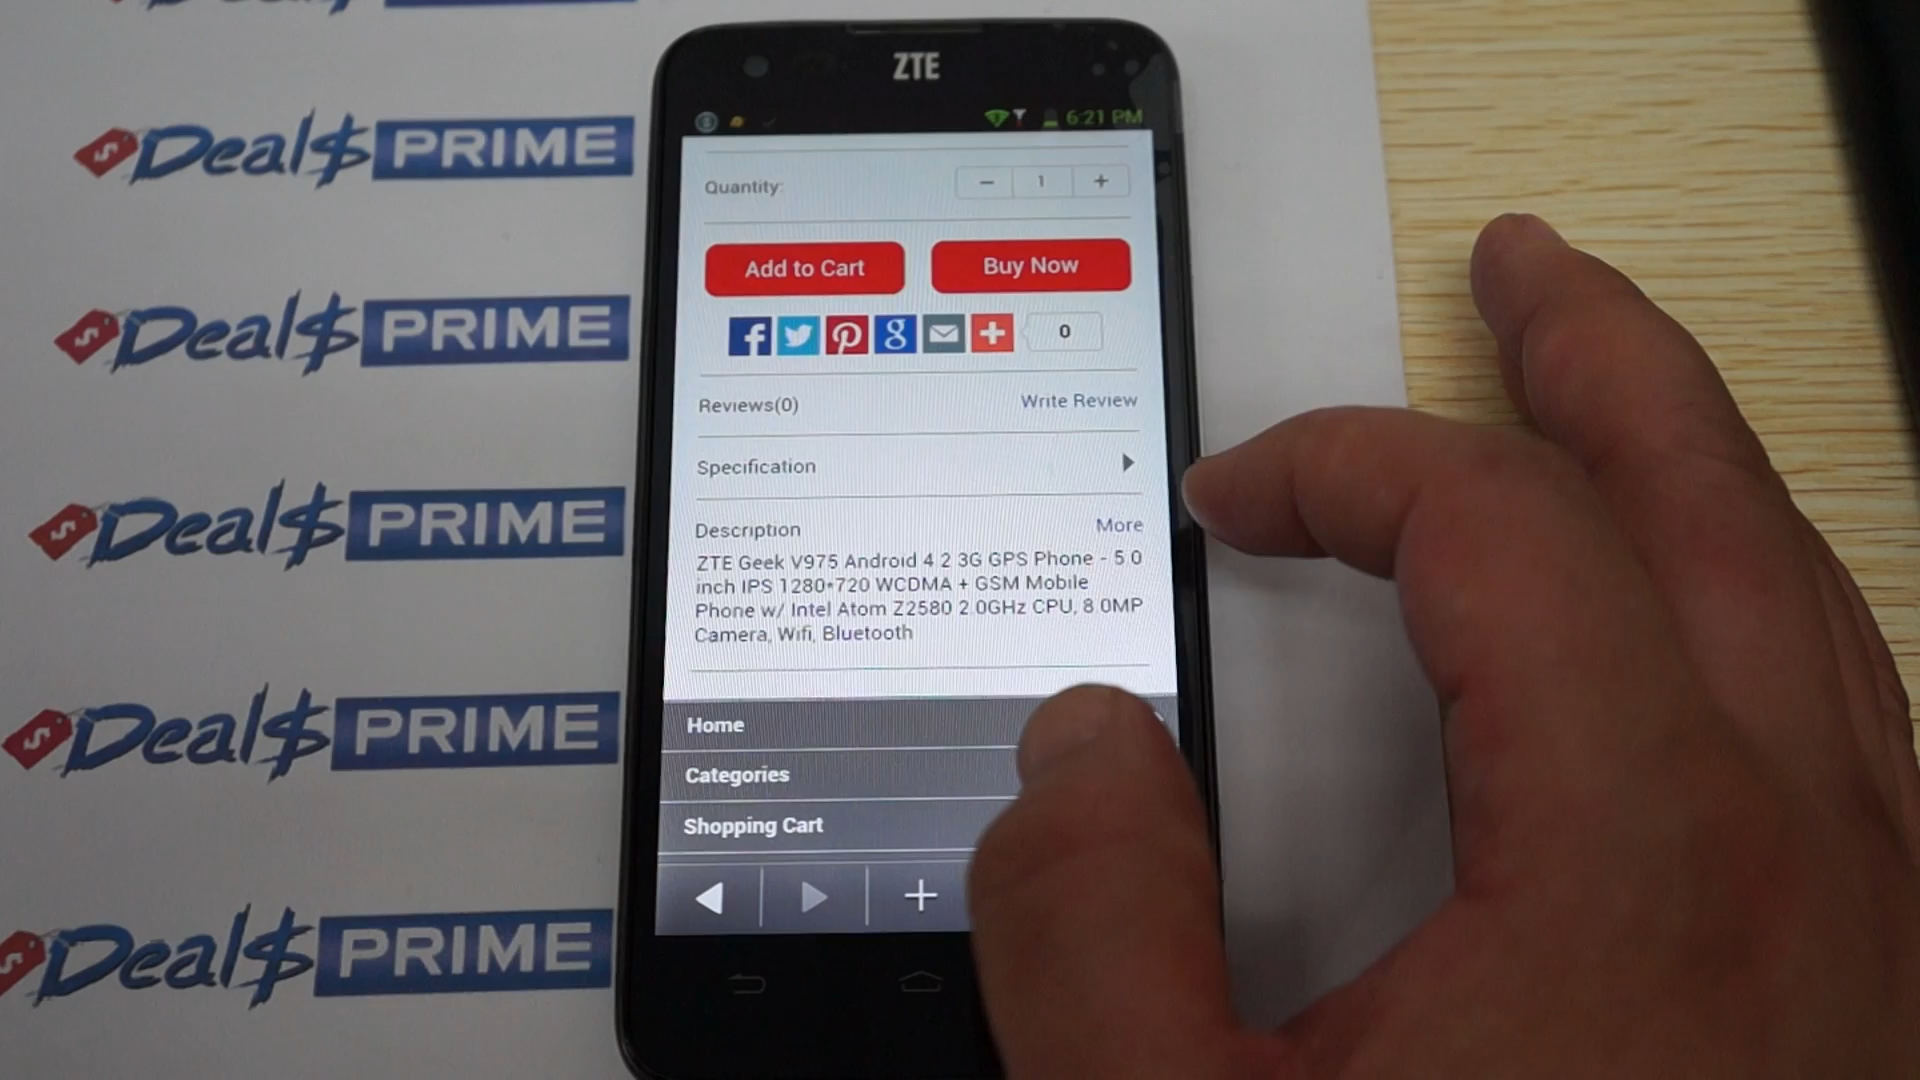 Deal$ PRIME
Deal$ PRIME
Deal$ PRIME
Deal$ PRIME
Deal$ PRIME
ZTE
6:21 PM
Quantity: − 1 +
Add to Cart Buy Now
0
Reviews(0) Write Review
Specification
Description More
ZTE Geek V975 Android 4.2 3G GPS Phone - 5.0
inch IPS 1280*720 WCDMA + GSM Mobile
Phone w/ Intel Atom Z2580 2.0GHz CPU, 8.0MP
Camera, Wifi, Bluetooth
Home
Categories
Shopping Cart